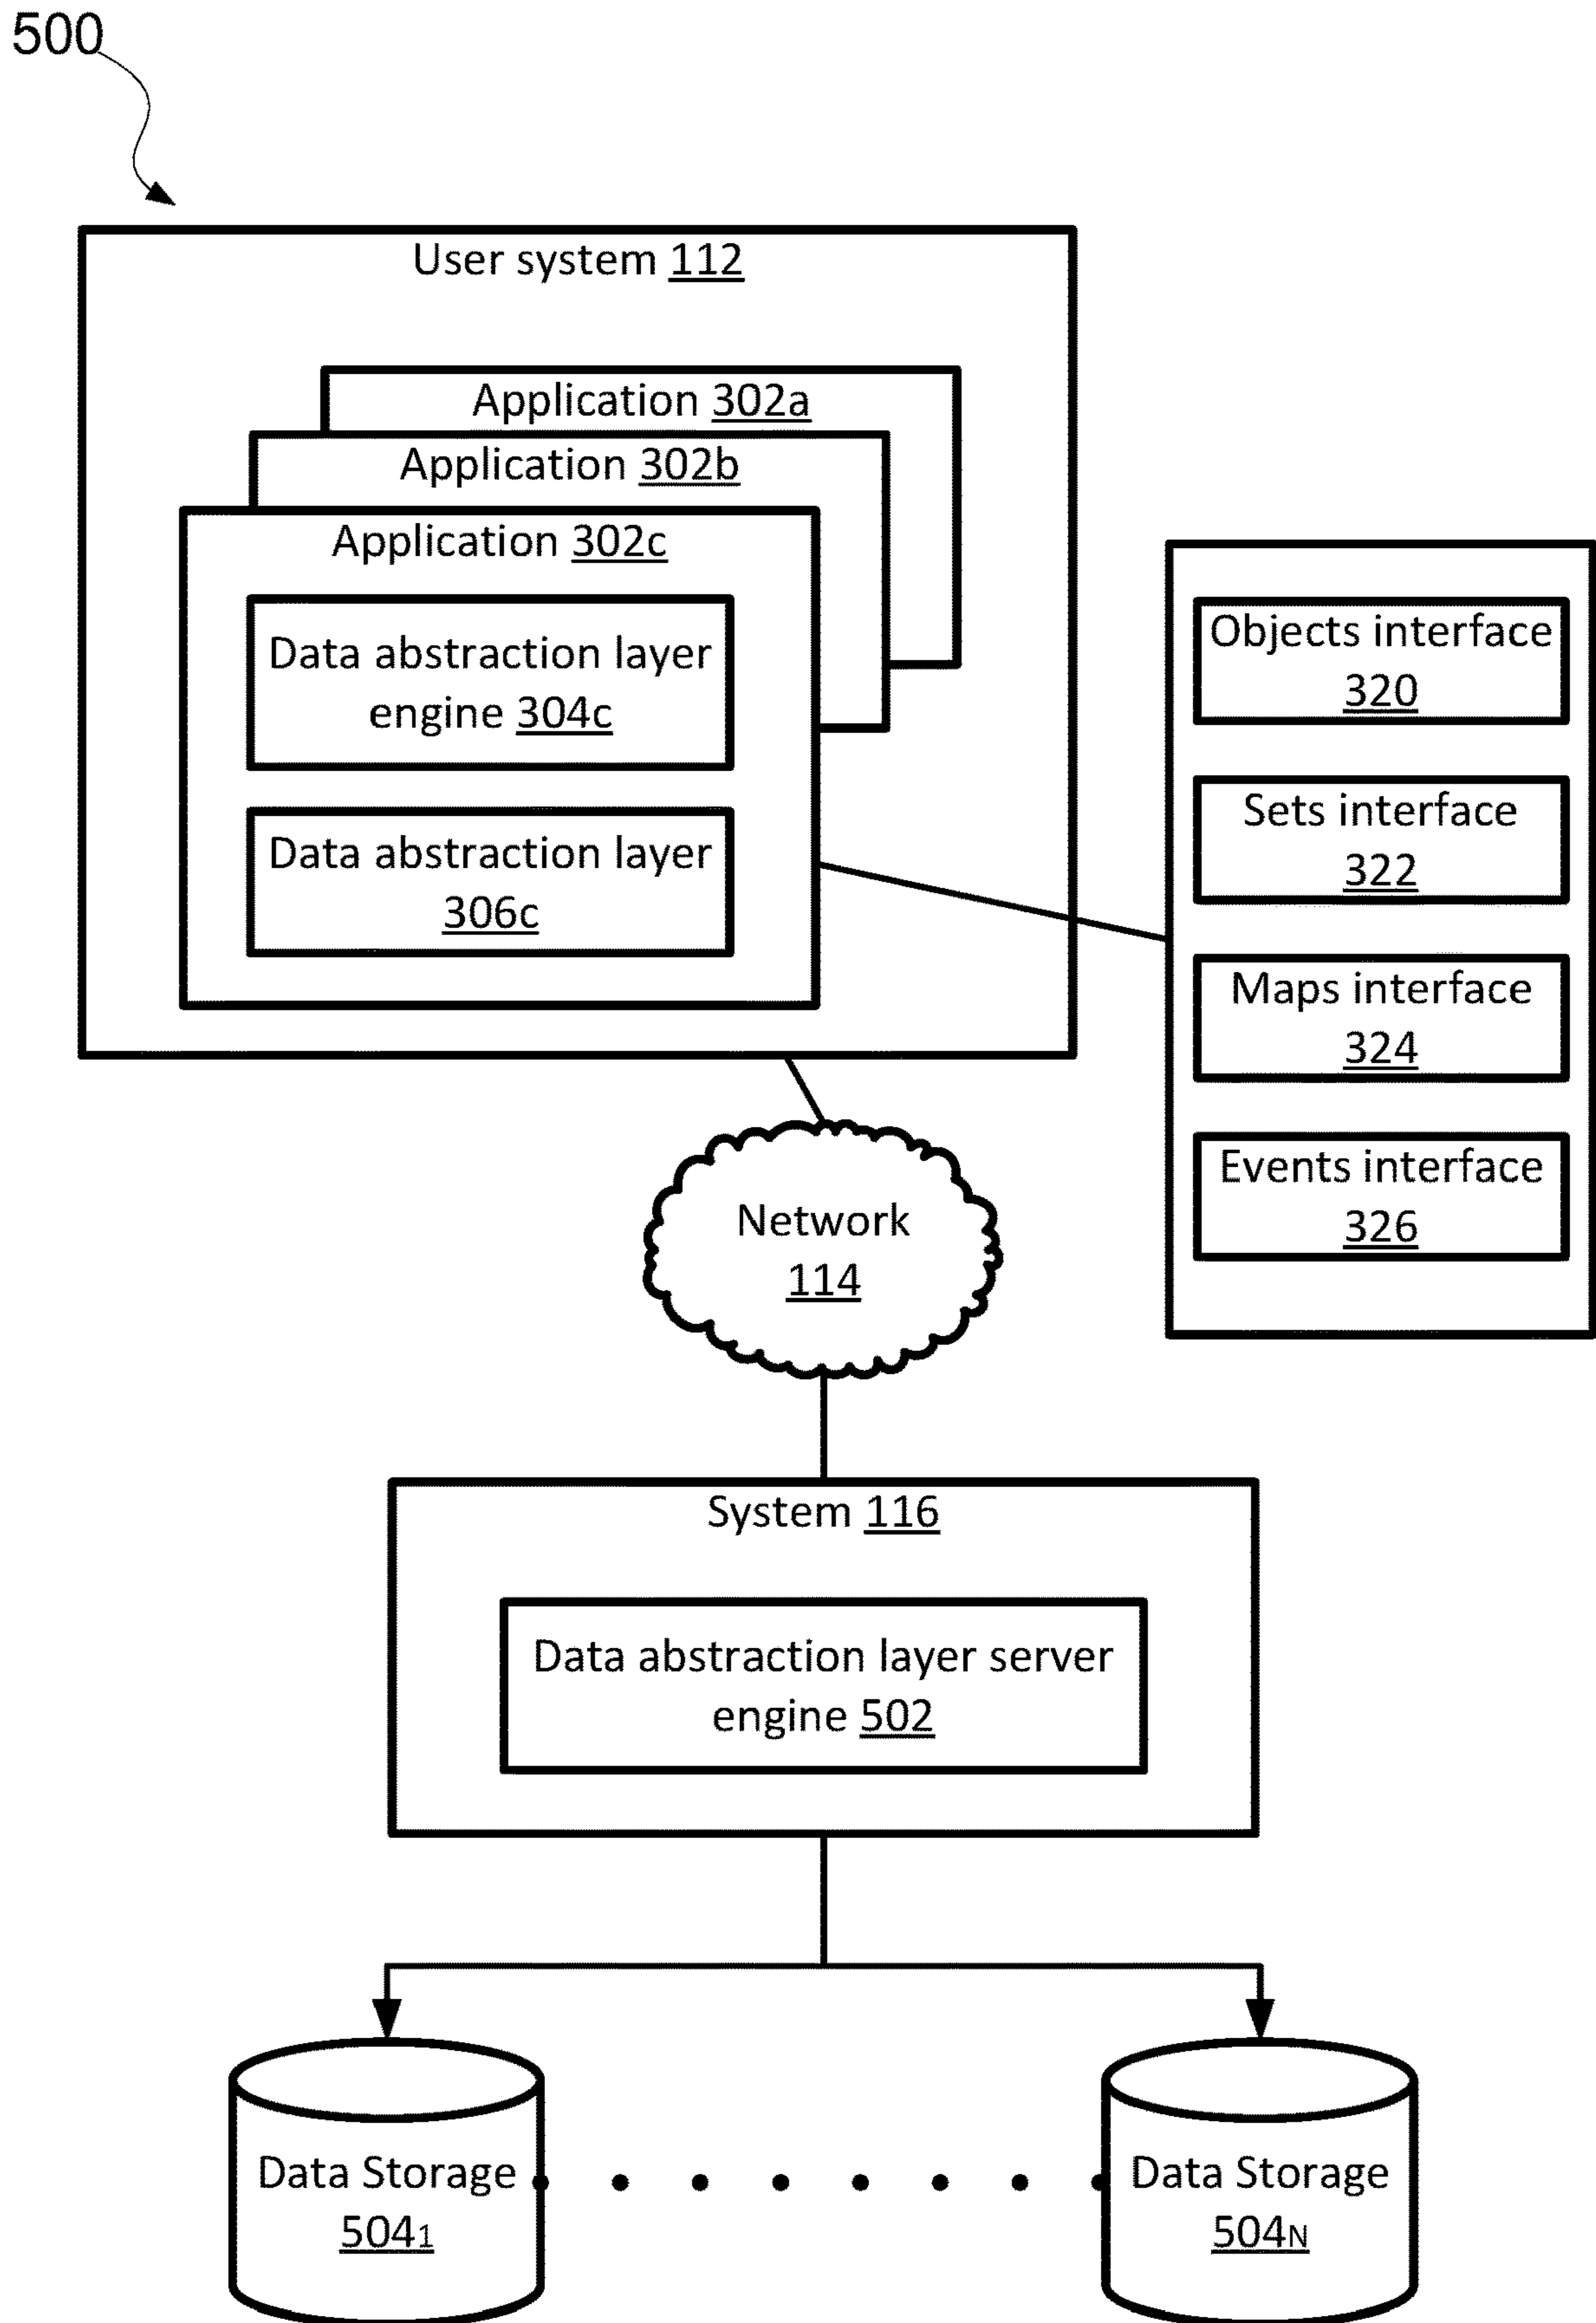 500
User system 112
Application 302a
Application 302b
Application 302c
Data abstraction layer
engine 304c
Data abstraction layer
306c
Objects interface
320
Sets interface
322
Maps interface
324
Events interface
326
Network
114
System 116
Data abstraction layer server
engine 502
Data Storage
504₁
Data Storage
504N